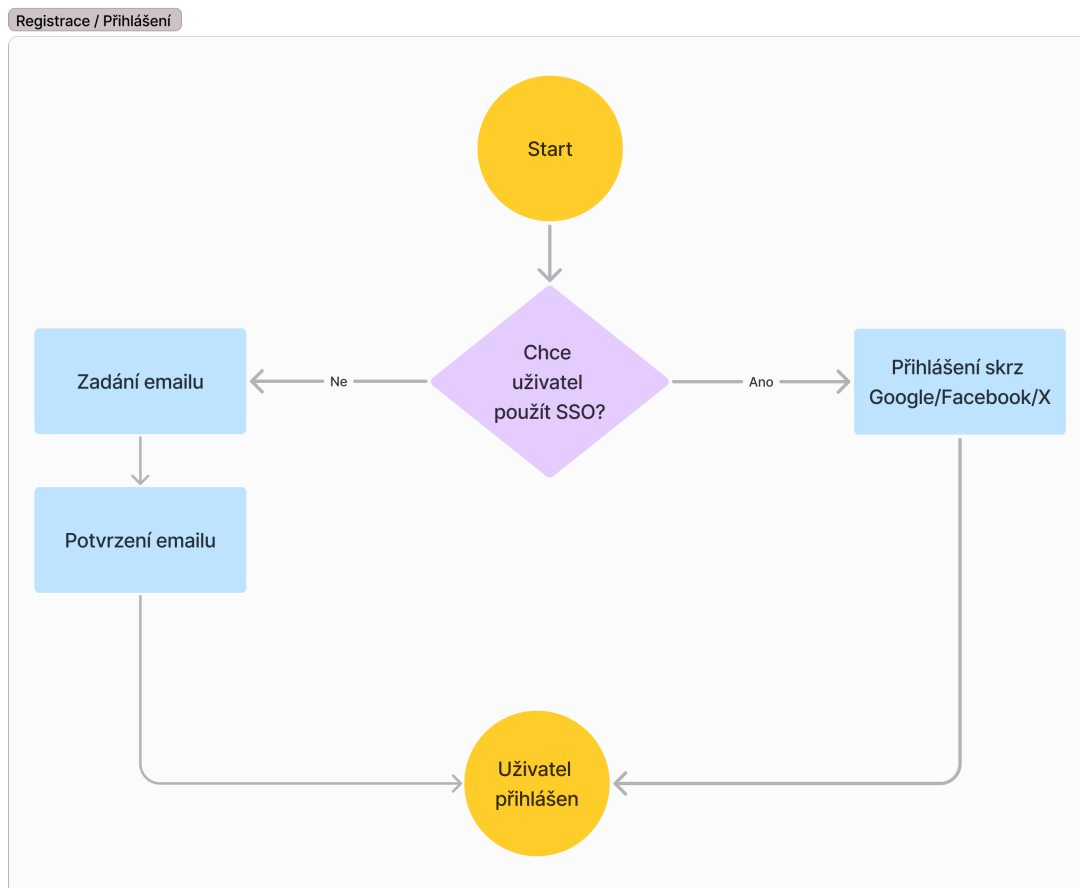 Registrace / Přihlášení
Start
Chce
uživatel
použít SSO?
Ne
Ano
Zadání emailu
Přihlášení skrz
Google/Facebook/X
Potvrzení emailu
Uživatel
přihlášen